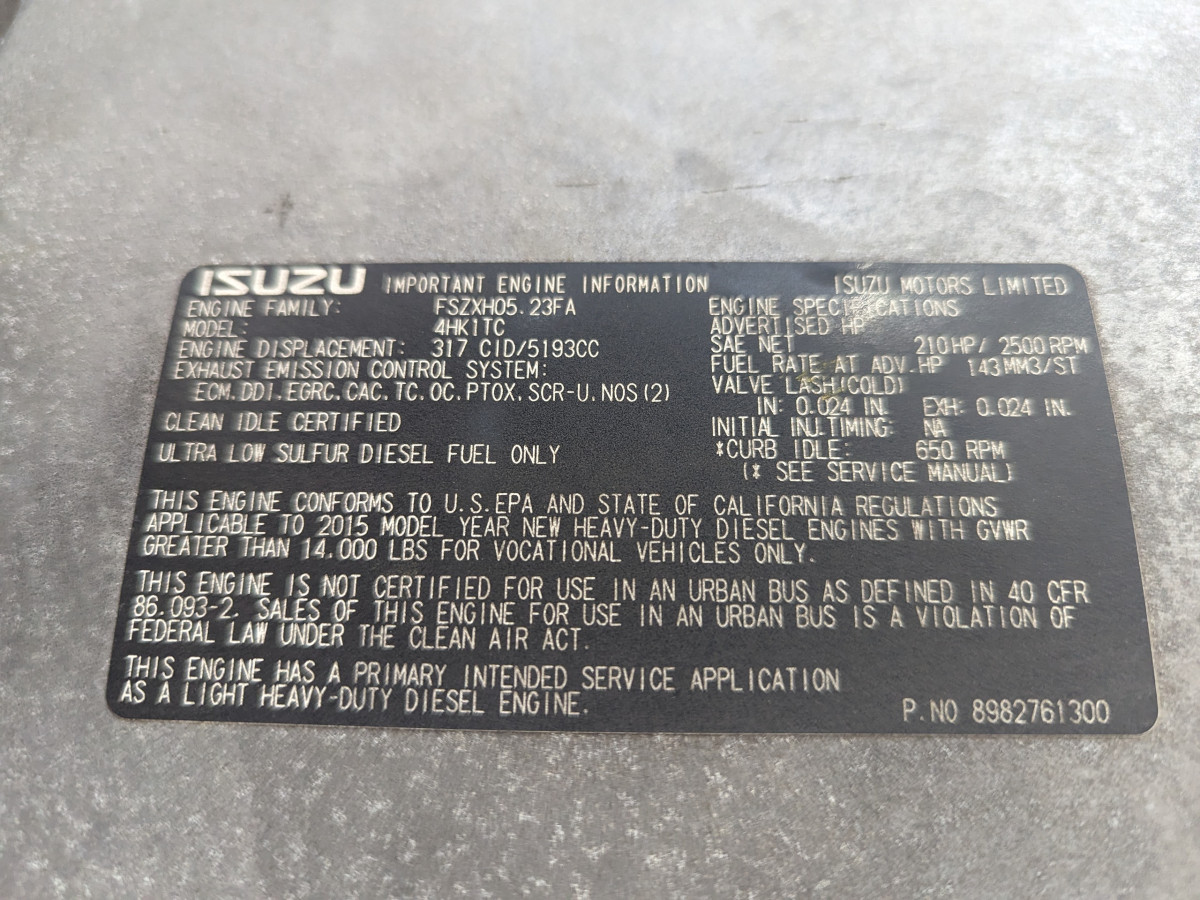 ISUZU IMPORTANT ENGINE INFORMATION ISUZU MOTORS LIMITED
ENGINE FAMILY: FSZXH05.23FA
MODEL: 4HK1TC
ENGINE DISPLACEMENT: 317 CID/5193CC
EXHAUST EMISSION CONTROL SYSTEM:
ECM.DDI.EGRC.CAC.TC.OC.PTOX.SCR-U.NOS(2)
CLEAN IDLE CERTIFIED
ULTRA LOW SULFUR DIESEL FUEL ONLY
ENGINE SPECIFICATIONS
ADVERTISED HP
SAE NET 210HP/ 2500RPM
FUEL RATE AT ADV.HP 143MM3/ST
VALVE LASH(COLD)
IN: 0.024 IN. EXH: 0.024 IN.
INITIAL INJ.TIMING: NA
*CURB IDLE: 650 RPM
(* SEE SERVICE MANUAL)
THIS ENGINE CONFORMS TO U.S.EPA AND STATE OF CALIFORNIA REGULATIONS
APPLICABLE TO 2015 MODEL YEAR NEW HEAVY-DUTY DIESEL ENGINES WITH GVWR
GREATER THAN 14.000 LBS FOR VOCATIONAL VEHICLES ONLY.
THIS ENGINE IS NOT CERTIFIED FOR USE IN AN URBAN BUS AS DEFINED IN 40 CFR
86.093-2. SALES OF THIS ENGINE FOR USE IN AN URBAN BUS IS A VIOLATION OF
FEDERAL LAW UNDER THE CLEAN AIR ACT.
THIS ENGINE HAS A PRIMARY INTENDED SERVICE APPLICATION
AS A LIGHT HEAVY-DUTY DIESEL ENGINE.
P.NO 8982761300